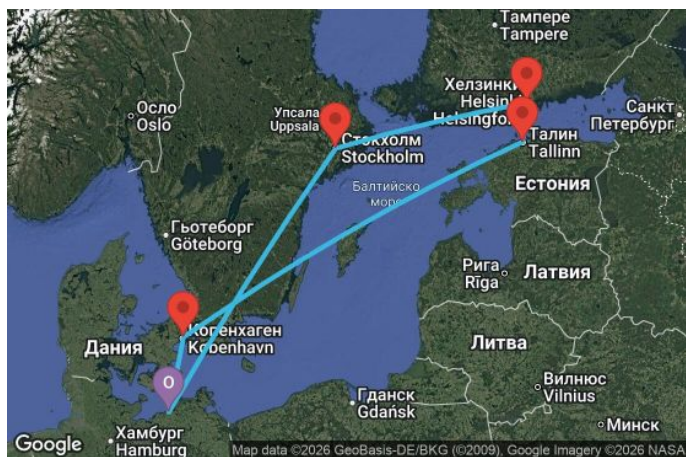 Тампере
Tampere
Осло
Oslo
Упсала
Uppsala
Хелзинки
Helsinki
Helsingfors
Санкт
Петербург
Стокхолм
Stockholm
Талин
Tallinn
Балтийско
море
ЕСТОНИЯ
Гьотеборг
Göteborg
Рига
Rīga
ЛАТВИЯ
Копенхаген
København
Дания
O
ЛИТВА
Гданск
Gdańsk
Вилнюс
Vilnius
Минск
Хамбург
Hamburg
Google
Map data ©2026 GeoBasis-DE/BKG (©2009), Google Imagery ©2026 NASA